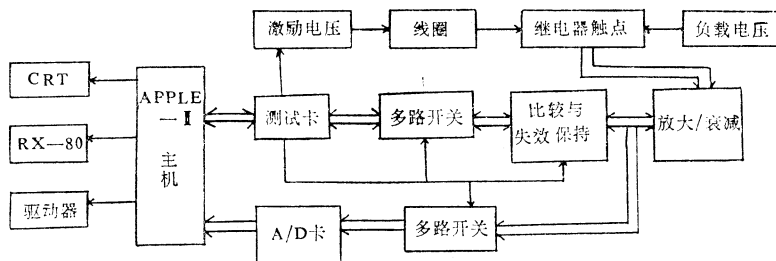 激励电压
线圈
继电器触点
负载电压
CRT
APPLE
—Ⅱ
主
机
测试卡
多路开关
比较与
失效保持
放大/衰减
RX—80
驱动器
A/D卡
多路开关